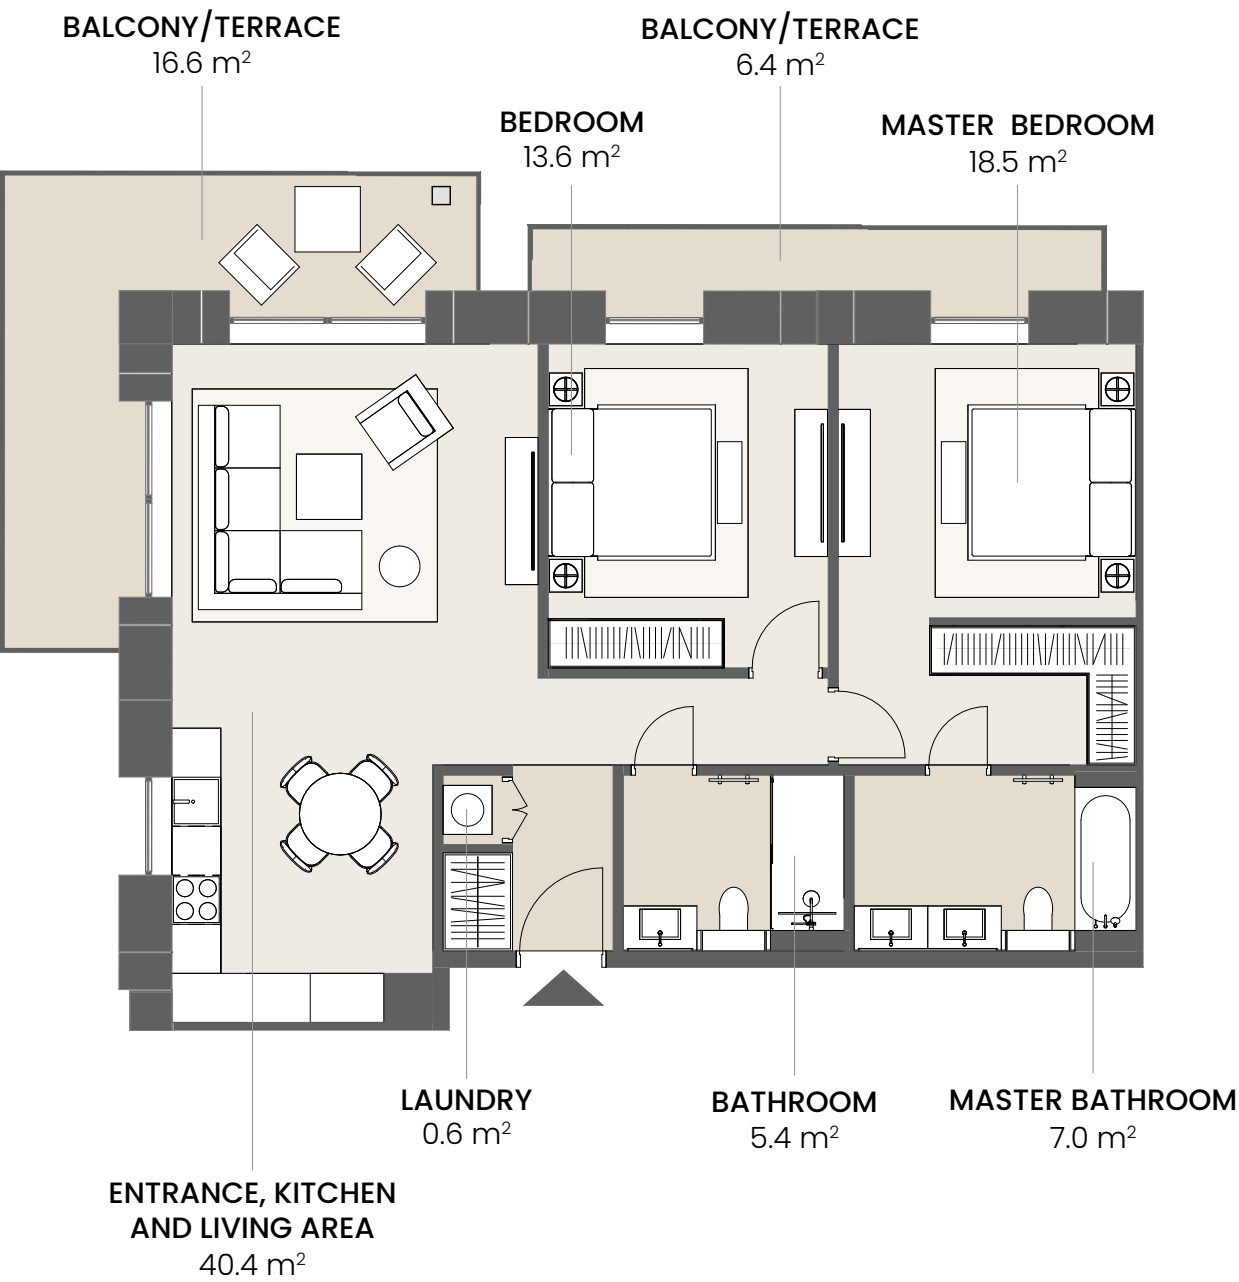 BALCONY/TERRACE
16.6 m²
BALCONY/TERRACE
6.4 m²
BEDROOM
13.6 m²
MASTER BEDROOM
18.5 m²
LAUNDRY
0.6 m²
BATHROOM
5.4 m²
MASTER BATHROOM
7.0 m²
ENTRANCE, KITCHEN
AND LIVING AREA
40.4 m²